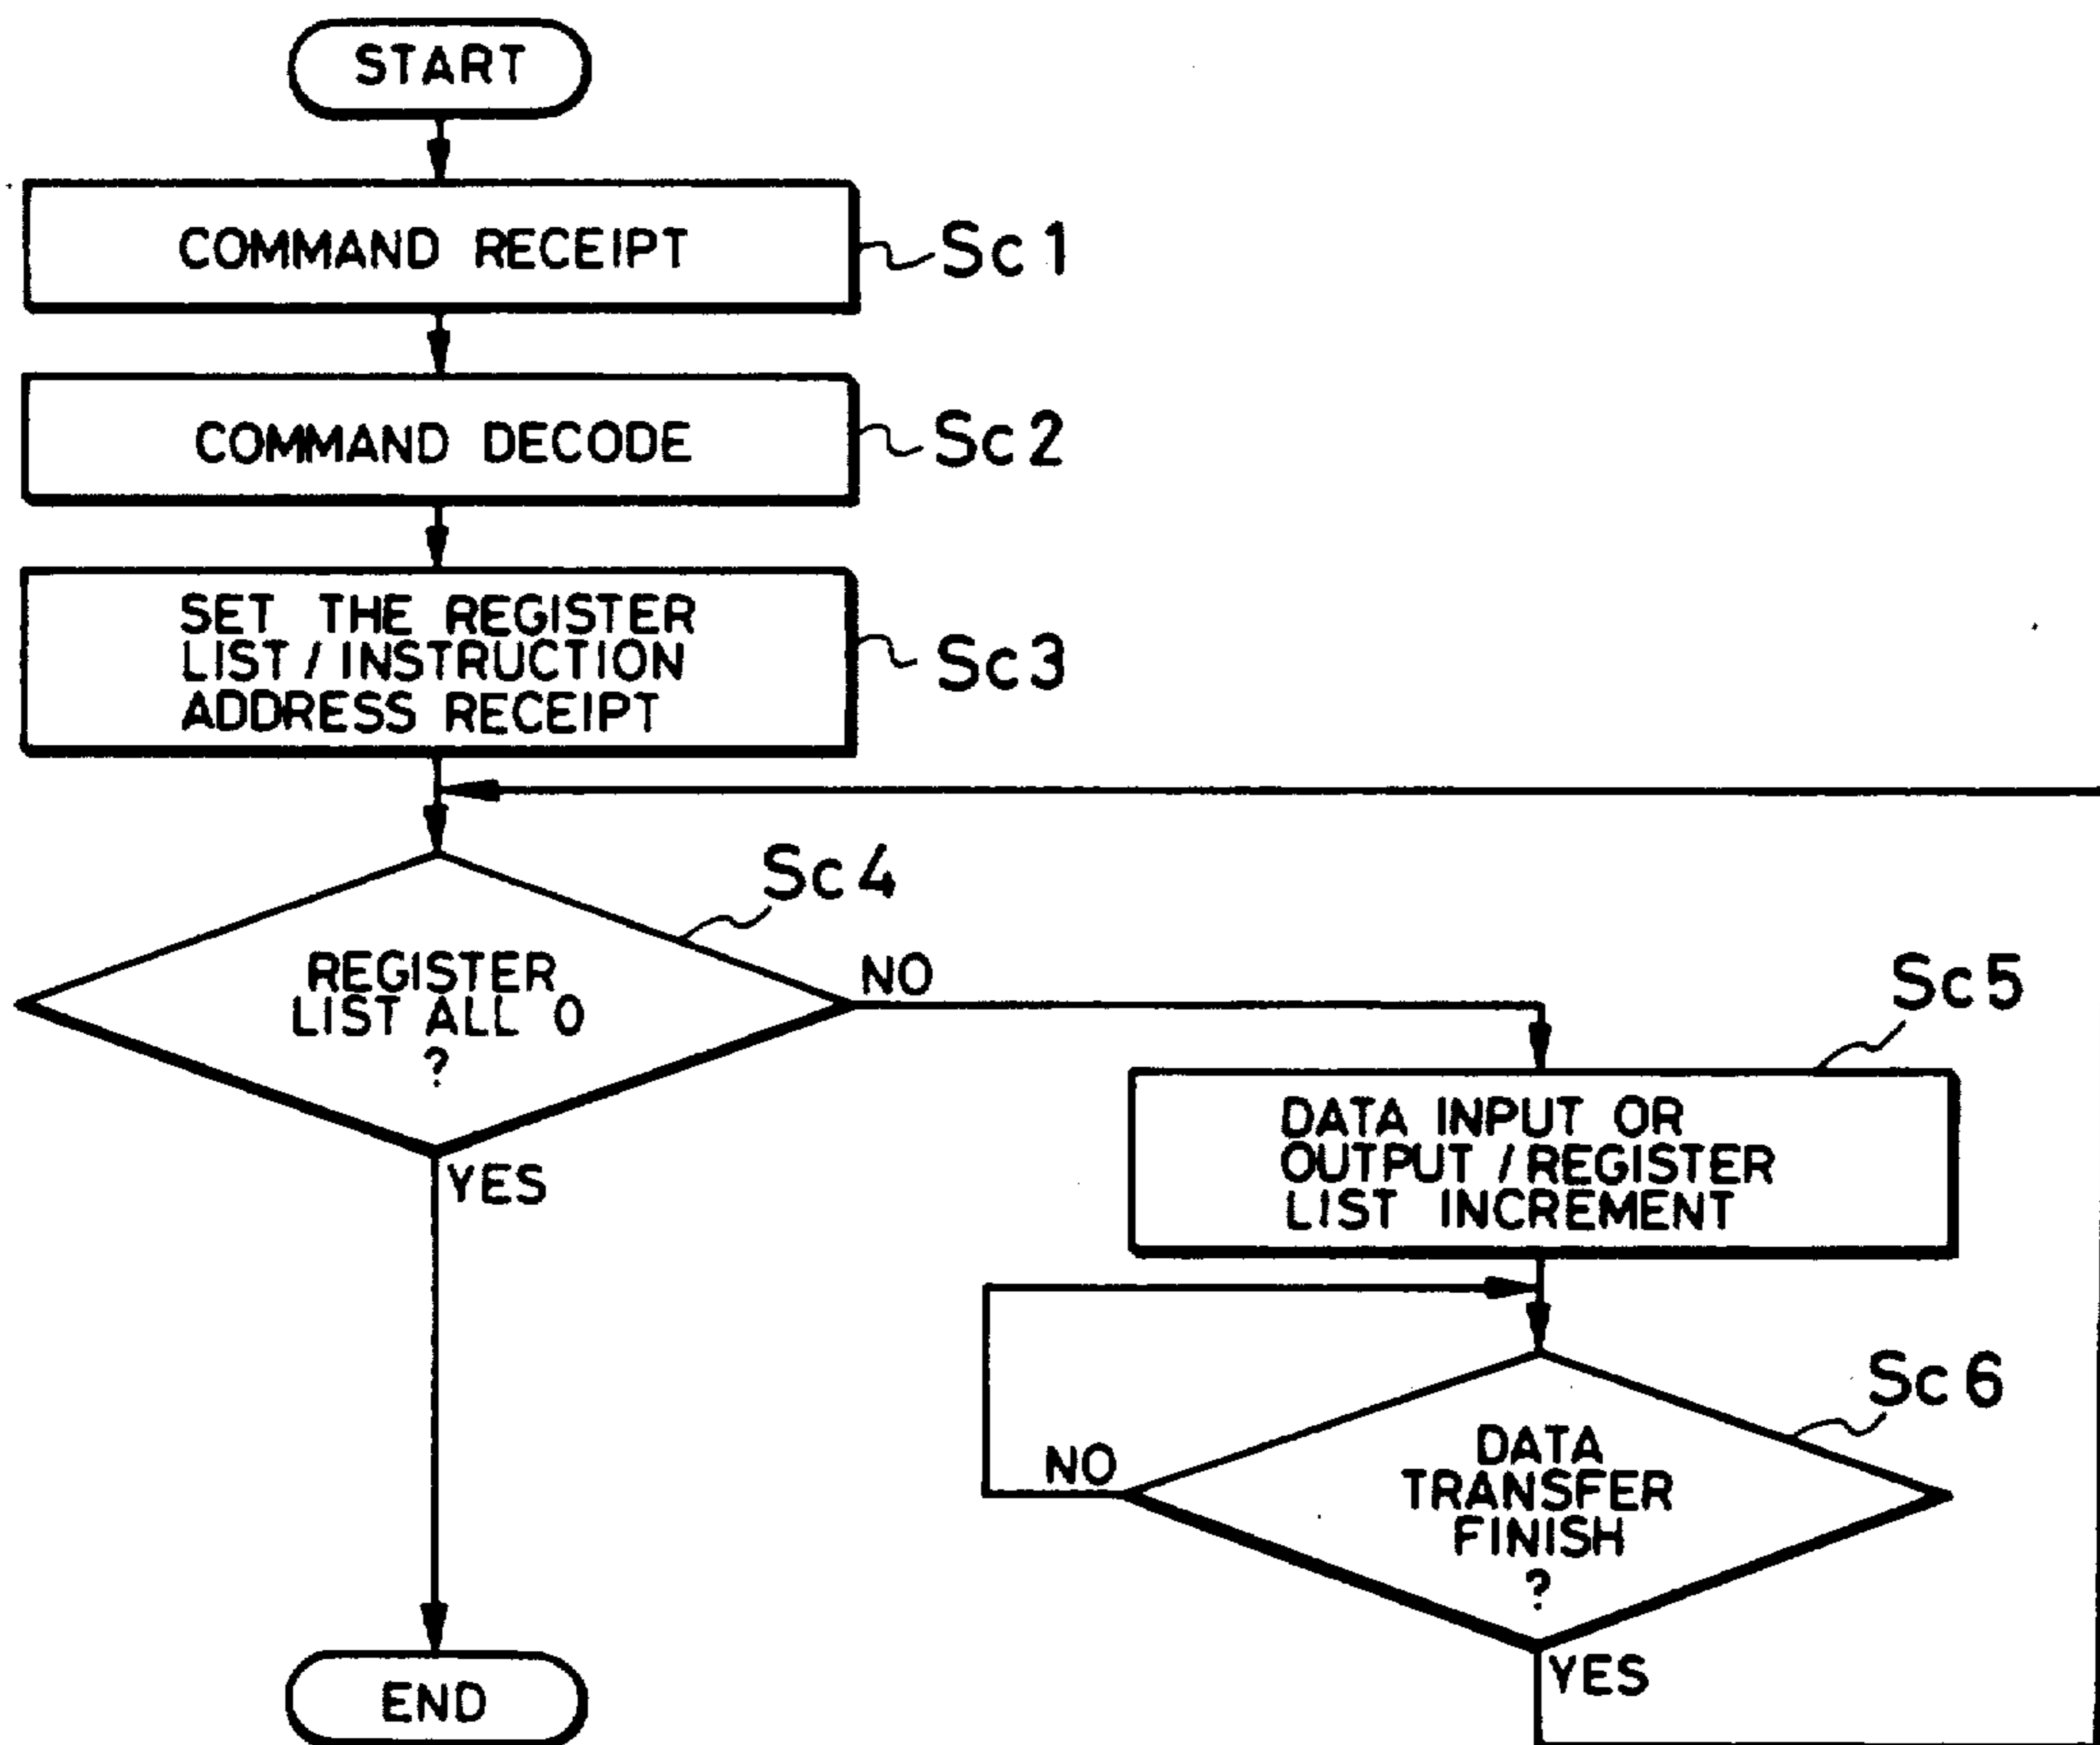 START
COMMAND RECEIPT
Sc1
COMMAND DECODE
Sc2
SET THE REGISTER
LIST / INSTRUCTION
ADDRESS RECEIPT
Sc3
Sc4
REGISTER
LIST ALL 0
?
NO
YES
Sc5
DATA INPUT OR
OUTPUT / REGISTER
LIST INCREMENT
Sc6
DATA
TRANSFER
FINISH
?
NO
YES
END